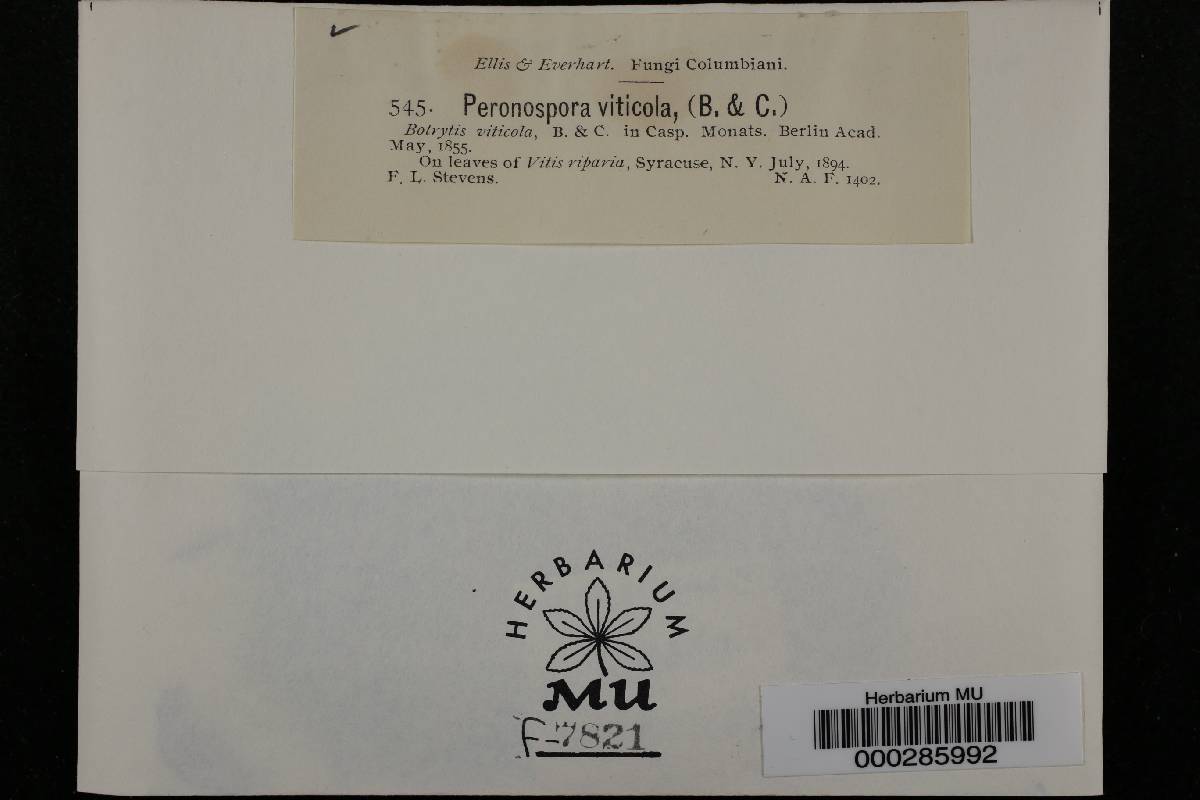 Ellis & Everhart. Fungi Columbiani.
545. Peronospora viticola, (B. & C.)
Botrytis viticola, B. & C. in Casp. Monats. Berlin Acad.
May, 1855.
On leaves of Vitis riparia, Syracuse, N. Y. July, 1894.
F. L. Stevens. N. A. F. 1402.
HERBARIUM
MU
F-7821
Herbarium MU
000285992